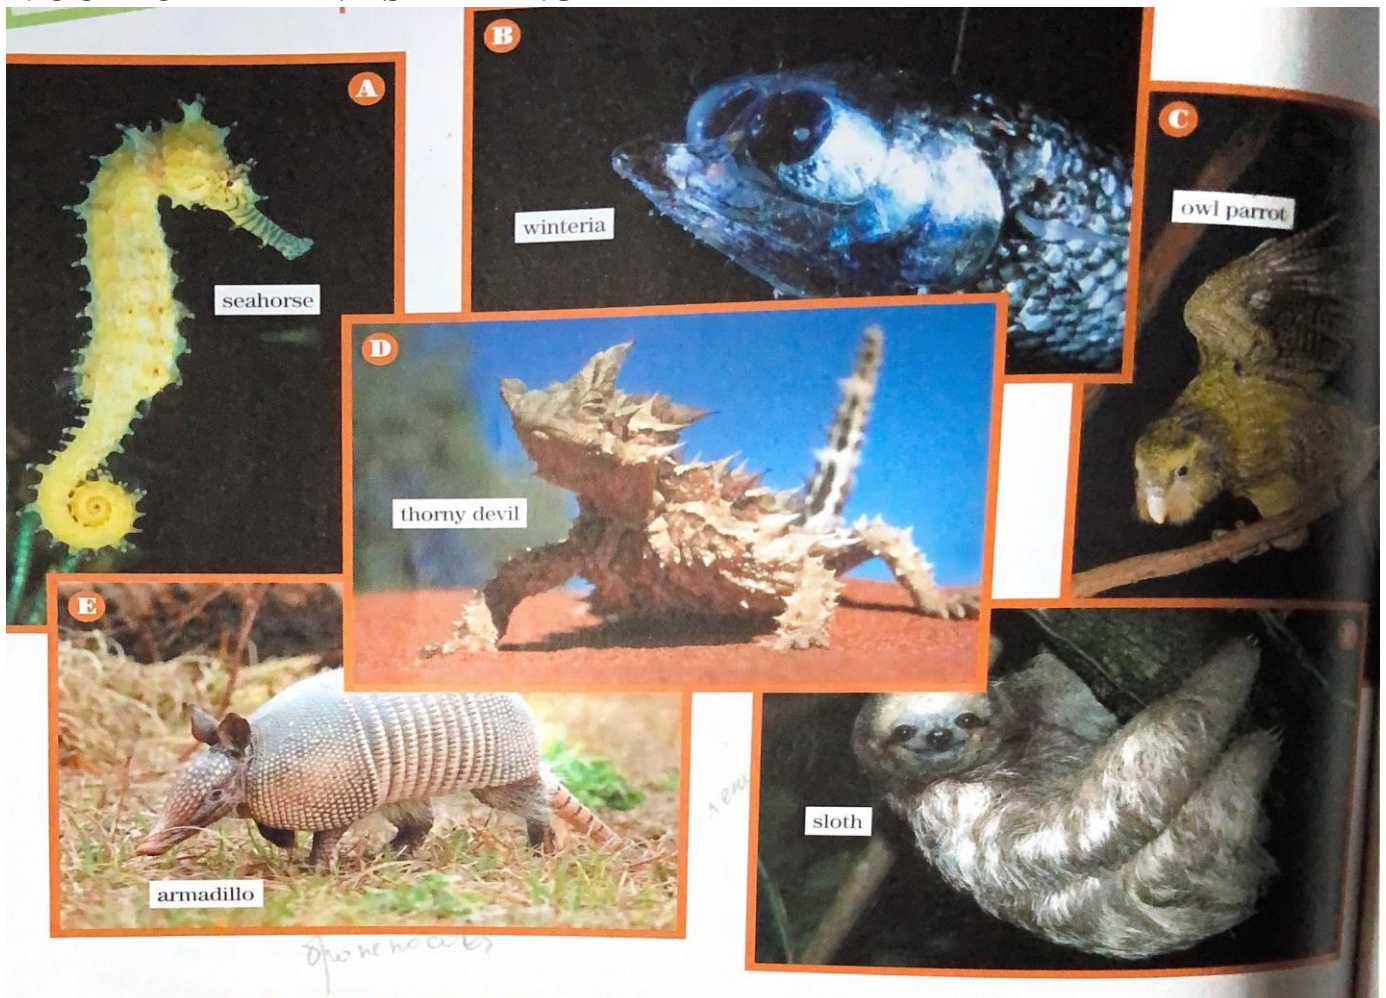 A
B
C
winteria
owl parrot
seahorse
D
thorny devil
E
sloth
armadillo